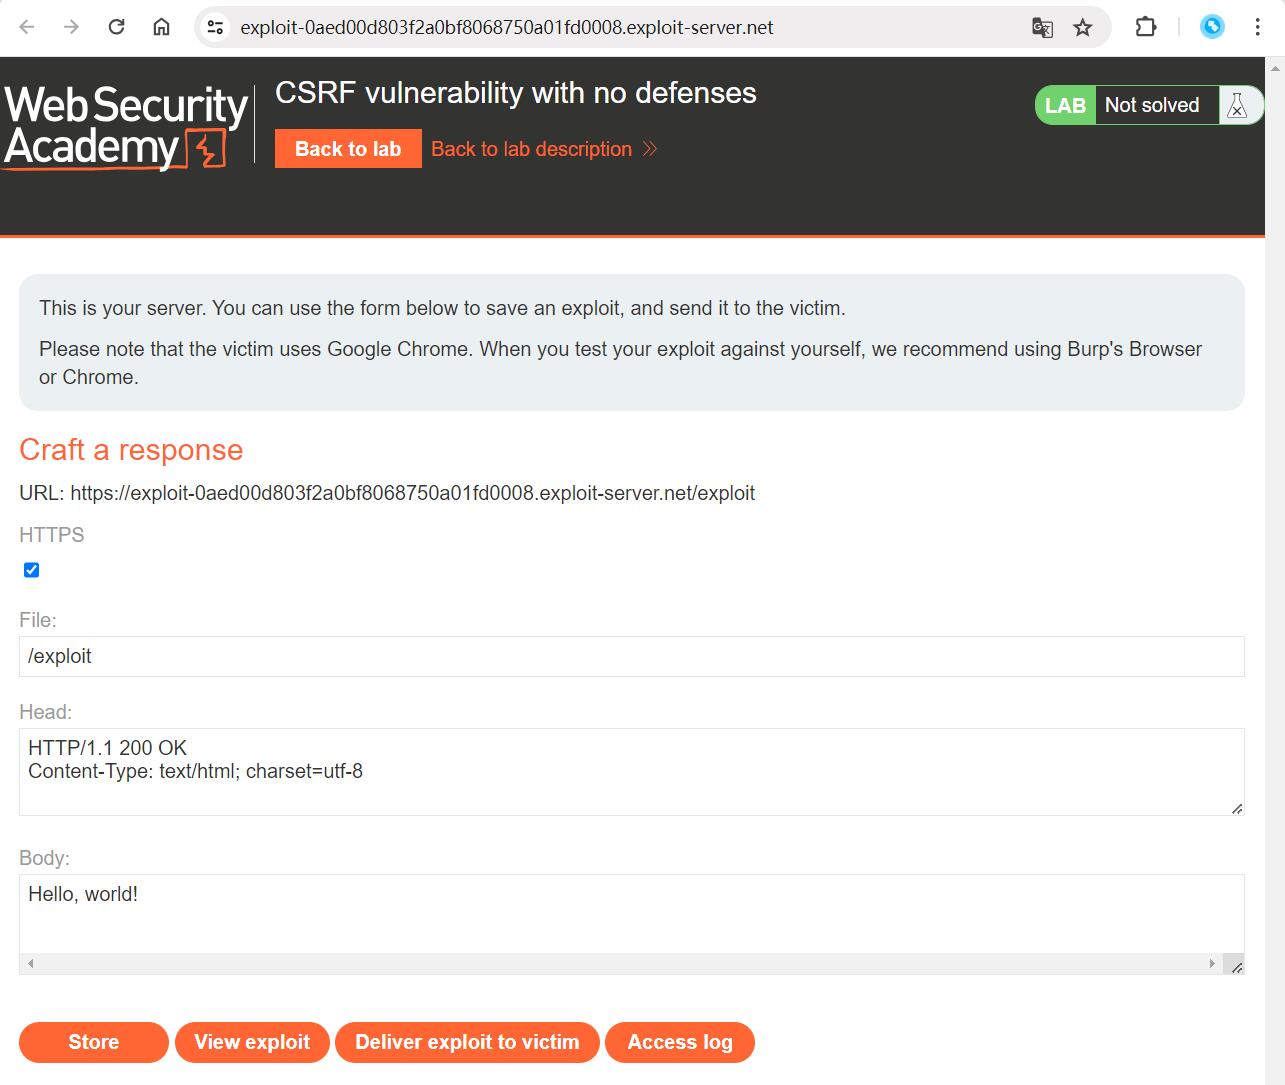 exploit-0aed00d803f2a0bf8068750a01fd0008.exploit-server.net
Web Security
Academy
CSRF vulnerability with no defenses
Back to lab
Back to lab description
LAB
Not solved
This is your server. You can use the form below to save an exploit, and send it to the victim.
Please note that the victim uses Google Chrome. When you test your exploit against yourself, we recommend using Burp's Browser
or Chrome.
Craft a response
URL: https://exploit-0aed00d803f2a0bf8068750a01fd0008.exploit-server.net/exploit
HTTPS
File:
/exploit
Head:
HTTP/1.1 200 OK
Content-Type: text/html; charset=utf-8
Body:
Hello, world!
Store
View exploit
Deliver exploit to victim
Access log